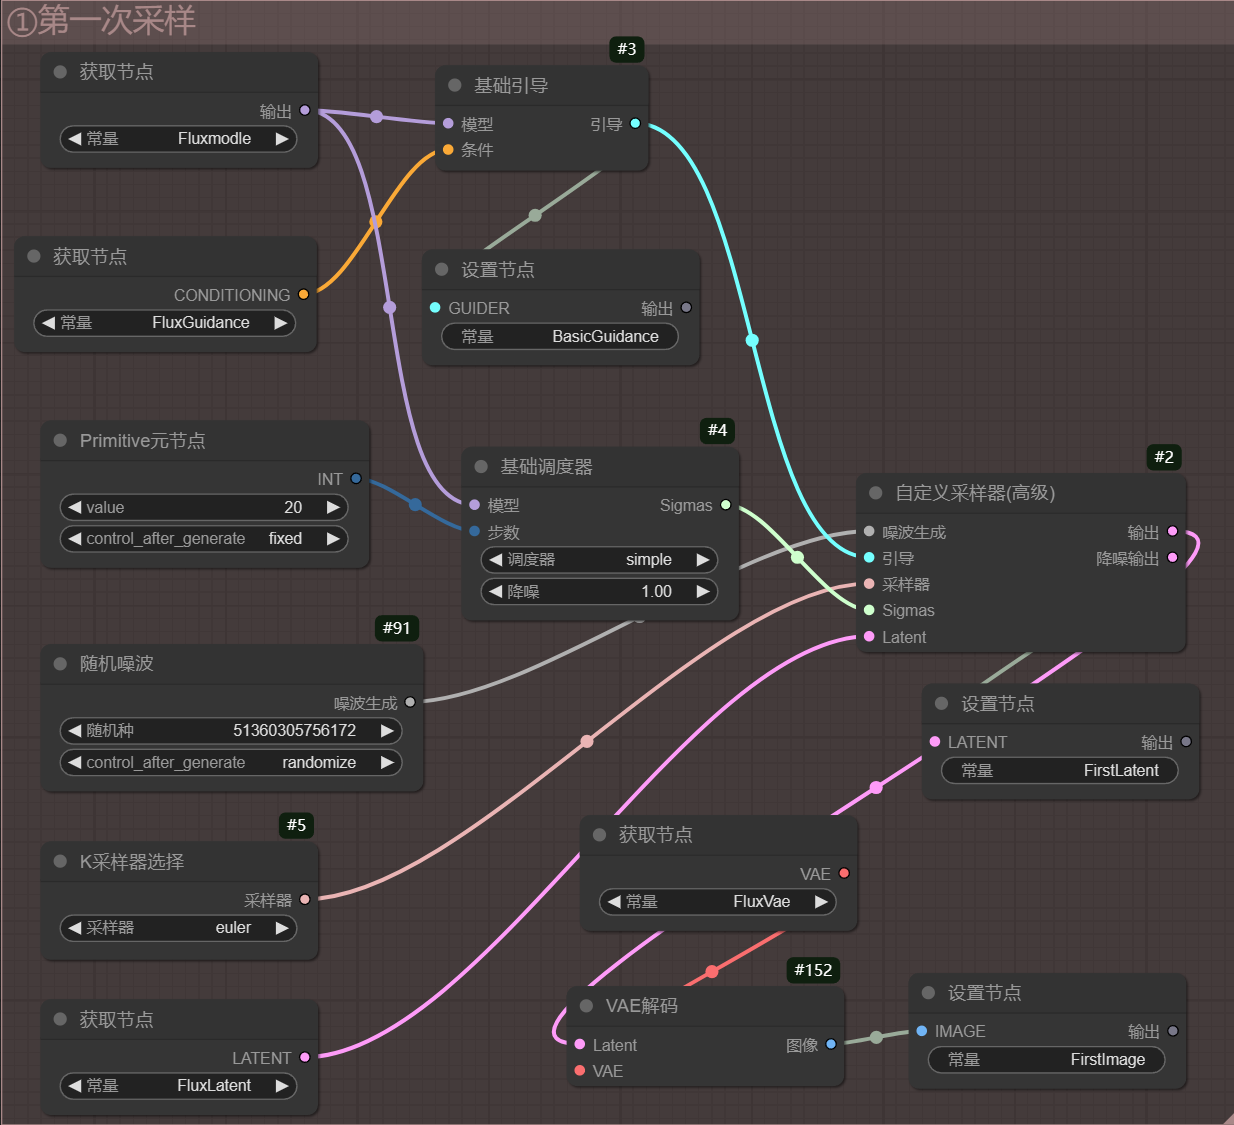 ①第一次采样
#3
获取节点
输出
◀ 常量 Fluxmodle ▶
基础引导
模型 引导
条件
获取节点
CONDITIONING
◀ 常量 FluxGuidance ▶
设置节点
GUIDER 输出
常量 BasicGuidance
Primitive元节点
INT
◀ value 20 ▶
◀ control_after_generate fixed ▶
#4
基础调度器
模型 Sigmas
步数
◀ 调度器 simple ▶
◀ 降噪 1.00 ▶
#2
自定义采样器(高级)
噪波生成 输出
引导 降噪输出
采样器
Sigmas
Latent
#91
随机噪波
噪波生成
◀ 随机种 51360305756172 ▶
◀ control_after_generate randomize ▶
设置节点
LATENT 输出
常量 FirstLatent
#5
K采样器选择
采样器
◀ 采样器 euler ▶
获取节点
VAE
◀ 常量 FluxVae ▶
获取节点
LATENT
◀ 常量 FluxLatent ▶
#152
VAE解码
Latent 图像
VAE
设置节点
IMAGE 输出
常量 FirstImage